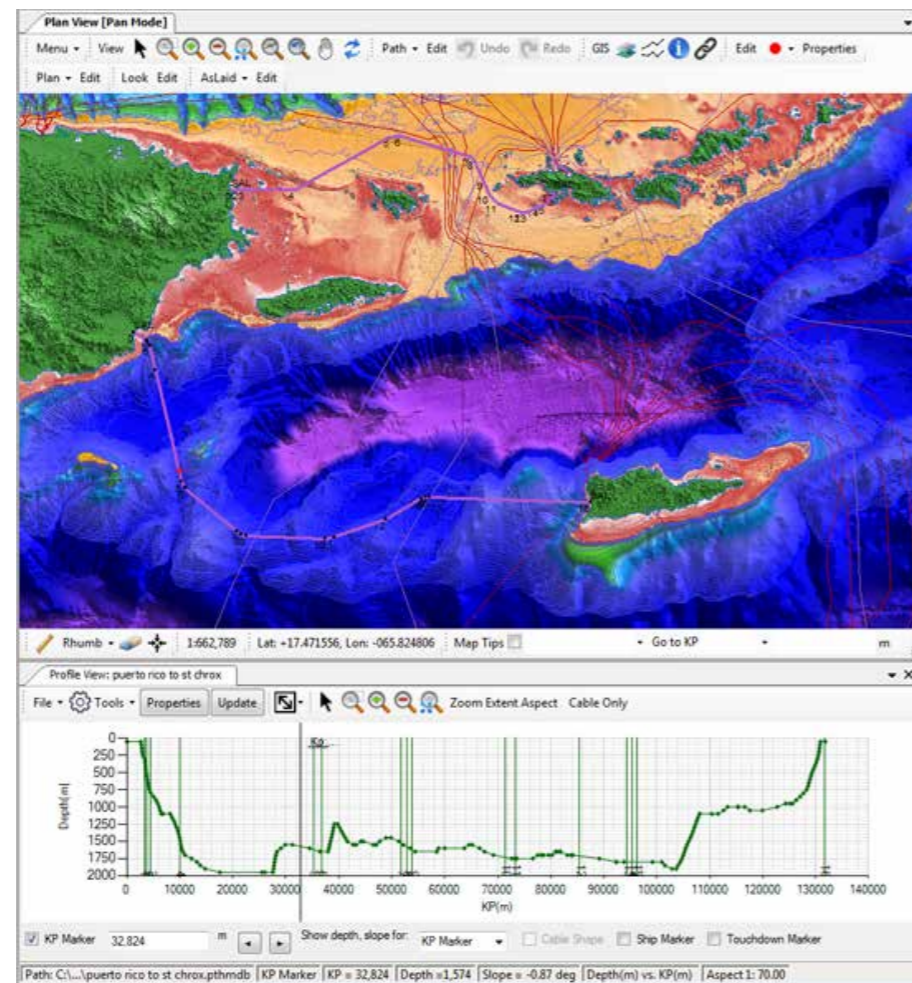 Plan View [Pan Mode]
Menu View Path Edit Undo Redo GIS Edit Properties
Plan Edit Look Edit AsLaid Edit
6
9
10
11
Rhumb 1:662,789 Lat: +17.471556, Lon: -065.824806 Map Tips Go to KP m
Profile View: puerto rico to st chrox
File Tools Properties Update Zoom Extent Aspect Cable Only
Kp
0
250
500
750
1000
1250
1500
1750
2000
Depth(m)
0 10000 20000 30000 40000 50000 60000 70000 80000 90000 100000 110000 120000 130000 140000
KP(m)
KP Marker 32.824 m Show depth, slope for: KP Marker Cable Shape Ship Marker Touchdown Marker
Path: C:\...\puerto rico to st chrox.pthmdb KP Marker KP = 32,824 Depth =1,574 Slope = -0.87 deg Depth(m) vs. KP(m) Aspect 1: 70.00